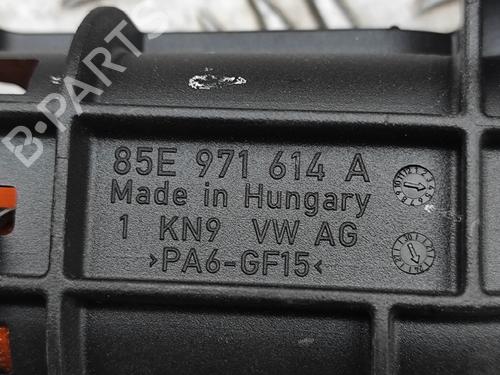 B-PARTS
85E 971 614 A
Made in Hungary
1 KN9 VW AG
>PA6-GF15<